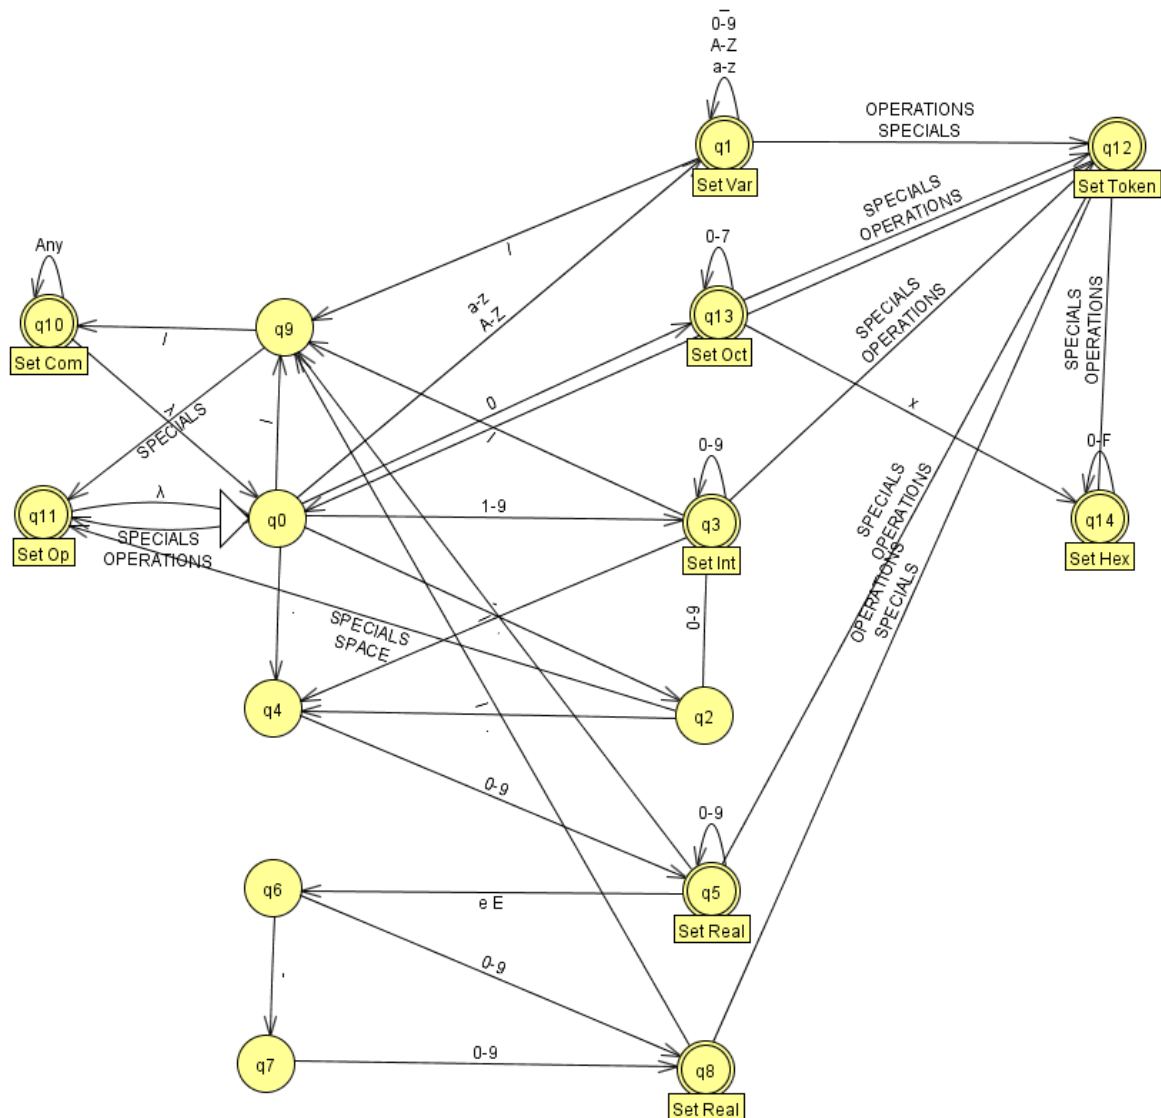 _
0-9
A-Z
a-z
q1
Set Var
OPERATIONS
SPECIALS
q12
Set Token
Any
q10
Set Com
/
q9
/
a-z
A-Z
0-7
q13
Set Oct
SPECIALS
OPERATIONS
SPECIALS
OPERATIONS
SPECIALS
OPERATIONS
λ
SPECIALS
/
0
/
x
q11
Set Op
λ
SPECIALS
OPERATIONS
q0
1-9
0-9
q3
Set Int
0-F
q14
Set Hex
SPECIALS
OPERATIONS
OPERATIONS
SPECIALS
.
SPECIALS
SPACE
0-9
q4
q2
/
.
0-9
0-9
q5
Set Real
e E
q6
0-9
-
q7
0-9
q8
Set Real